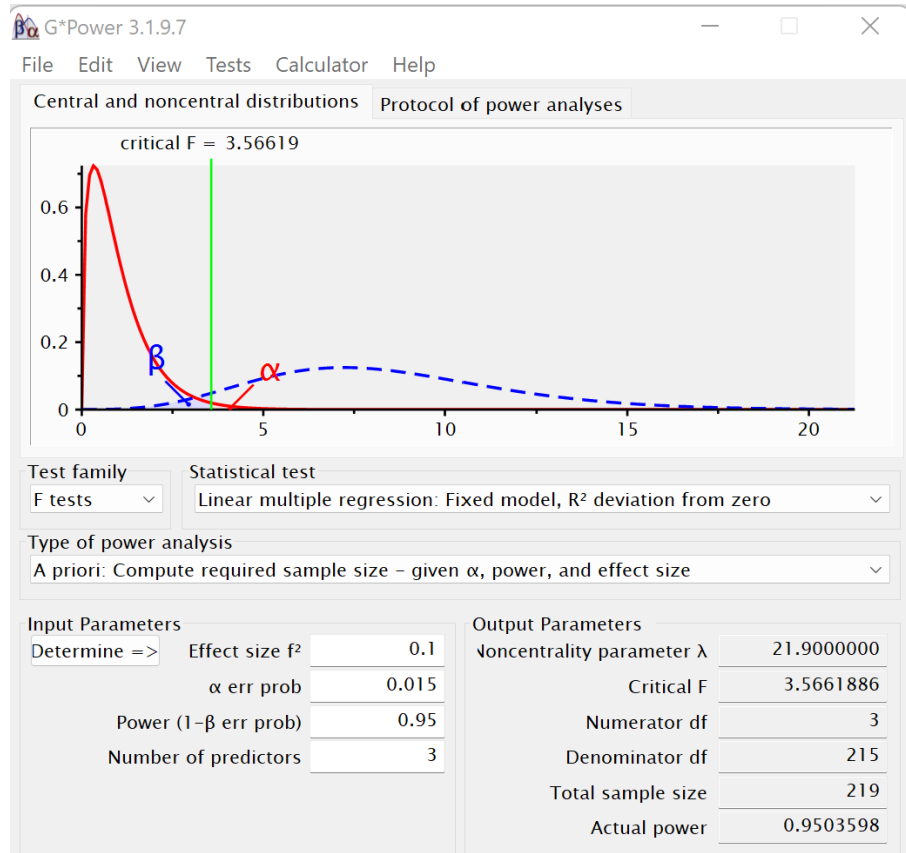 βα G*Power 3.1.9.7
File Edit View Tests Calculator Help
Central and noncentral distributions Protocol of power analyses
critical F = 3.56619
0.6
0.4
0.2
β α
0
0 5 10 15 20
Test family Statistical test
F tests Linear multiple regression: Fixed model, R² deviation from zero
Type of power analysis
A priori: Compute required sample size – given α, power, and effect size
Input Parameters Output Parameters
Determine => Effect size f² 0.1 Noncentrality parameter λ 21.9000000
α err prob 0.015 Critical F 3.5661886
Power (1-β err prob) 0.95 Numerator df 3
Number of predictors 3 Denominator df 215
Total sample size 219
Actual power 0.9503598